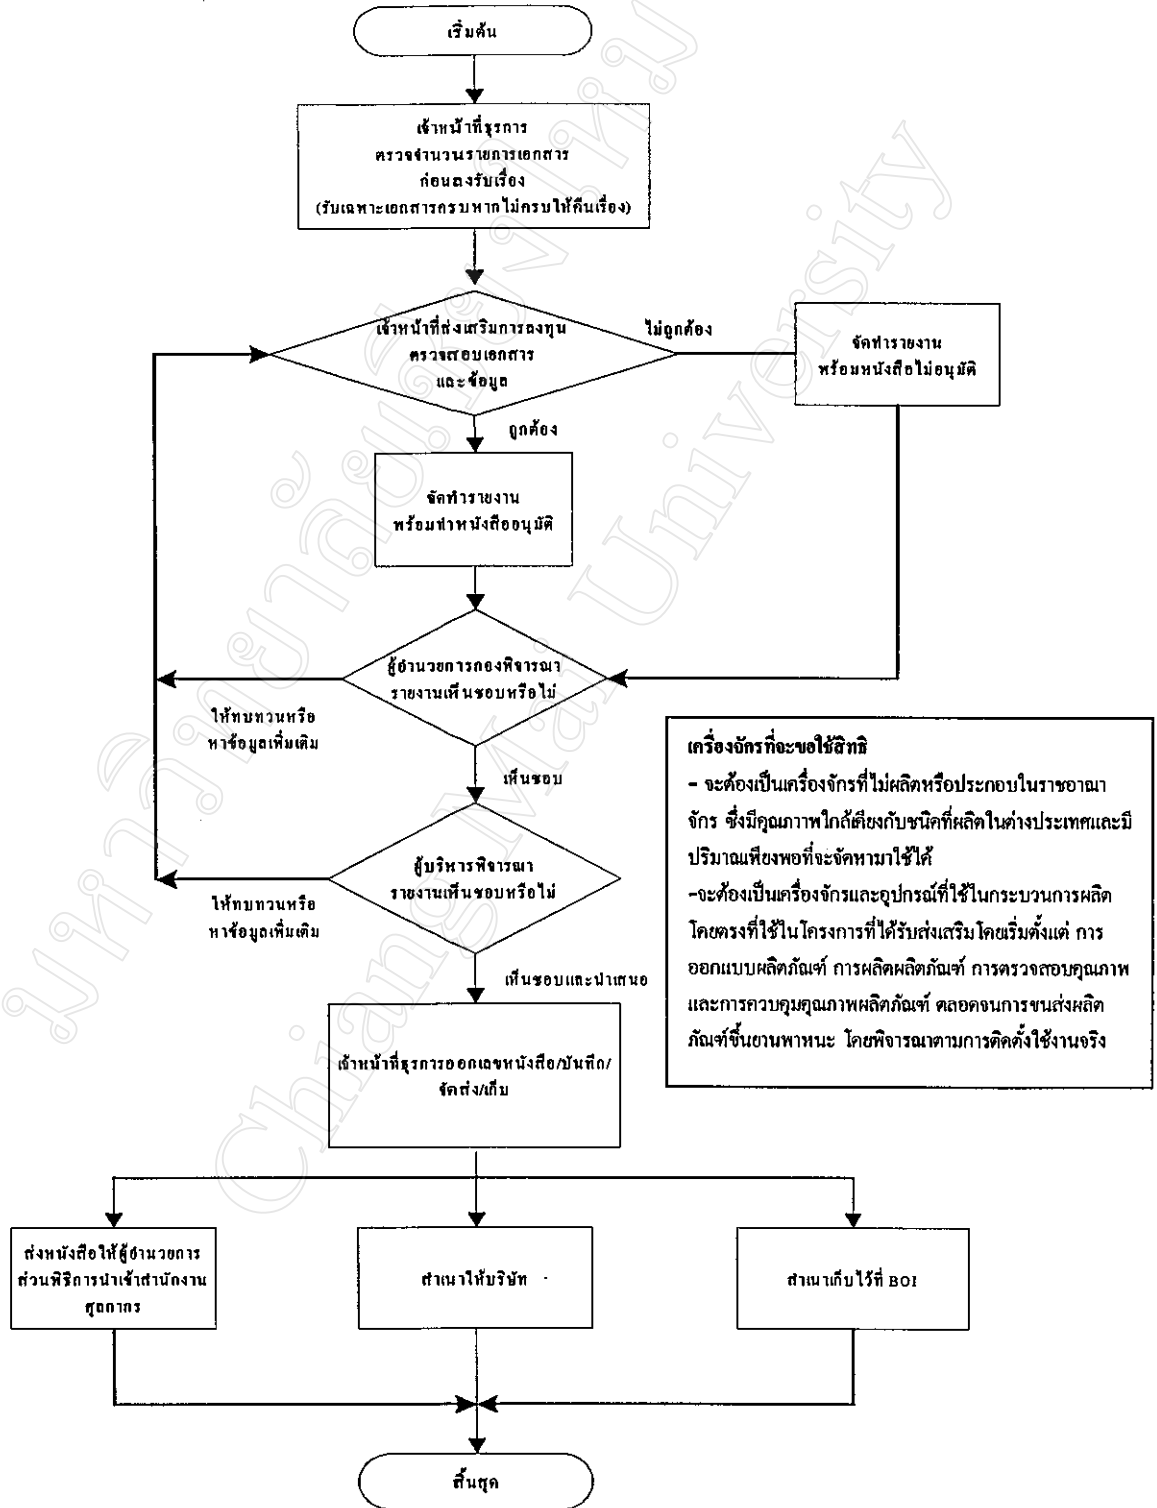 เริ่มต้น
เจ้าหน้าที่ธุรการ
ตรวจจำนวนรายการเอกสาร
ก่อนลงรับเรื่อง
(รับเฉพาะเอกสารครบหากไม่ครบให้คืนเรื่อง)
เจ้าหน้าที่ส่งเสริมการลงทุน
ตรวจสอบเอกสาร
และข้อมูล
ไม่ถูกต้อง
จัดทำรายงาน
พร้อมหนังสือไม่อนุมัติ
ถูกต้อง
จัดทำรายงาน
พร้อมทำหนังสืออนุมัติ
ผู้อำนวยการกองพิจารณา
รายงานเห็นชอบหรือไม่
ให้ทบทวนหรือ
หาข้อมูลเพิ่มเติม
เห็นชอบ
ผู้บริหารพิจารณา
รายงานเห็นชอบหรือไม่
ให้ทบทวนหรือ
หาข้อมูลเพิ่มเติม
เห็นชอบและนำเสนอ
เครื่องจักรที่จะขอใช้สิทธิ
- จะต้องเป็นเครื่องจักรที่ไม่ผลิตหรือประกอบในราชอาณา
จักร ซึ่งมีคุณภาาพใกล้เคียงกับชนิดที่ผลิตในต่างประเทศและมี
ปริมาณเพียงพอที่จะจัดหามาใช้ได้
-จะต้องเป็นเครื่องจักรและอุปกรณ์ที่ใช้ในกระบวนการผลิต
โดยตรงที่ใช้ในโครงการที่ได้รับส่งเสริมโดยเริ่มตั้งแต่ การ
ออกแบบผลิตภัณฑ์ การผลิตผลิตภัณฑ์ การตรวจสอบคุณภาพ
และการควบคุมคุณภาพผลิตภัณฑ์ ตลอดจนการขนส่งผลิต
ภัณฑ์ขึ้นยานพาหนะ โดยพิจารณาตามการติดตั้งใช้งานจริง
เจ้าหน้าที่ธุรการออกเลขหนังสือ/บันทึก/
จัดส่ง/เก็บ
ส่งหนังสือให้ผู้อำนวยการ
ส่วนพิธีการนำเข้าสำนักงาน
ศุลกากร
สำเนาให้บริษัท
สำเนาเก็บไว้ที่ BOI
สิ้นสุด
มหาวิทยาลัยเชียงใหม่
Chiang Mai University